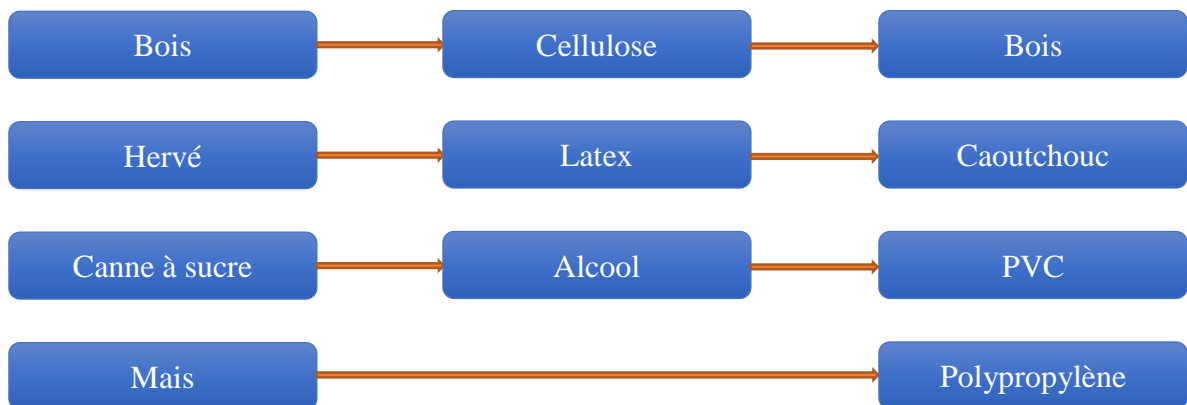 Bois Cellulose Bois
Hervé Latex Caoutchouc
Canne à sucre Alcool PVC
Mais Polypropylène